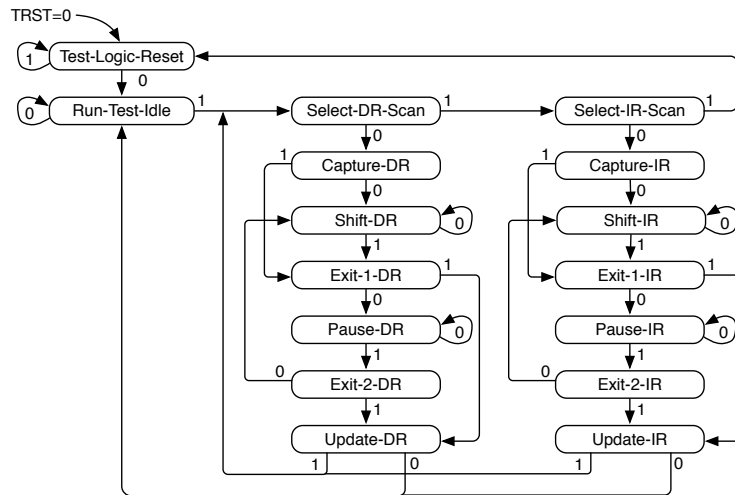 TRST=0
Test-Logic-Reset
1
0
Run-Test-Idle
0
1
Select-DR-Scan
1
Select-IR-Scan
1
0
0
1
Capture-DR
1
Capture-IR
0
0
Shift-DR
0
Shift-IR
0
1
1
Exit-1-DR
1
Exit-1-IR
1
0
0
Pause-DR
0
Pause-IR
0
1
1
0
Exit-2-DR
0
Exit-2-IR
1
1
Update-DR
Update-IR
1
0
1
0